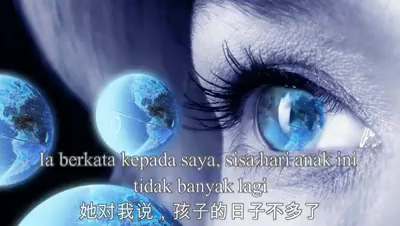 Ia berkata kepada saya, sisa hari anak ini
tidak banyak lagi
她对我说，孩子的日子不多了